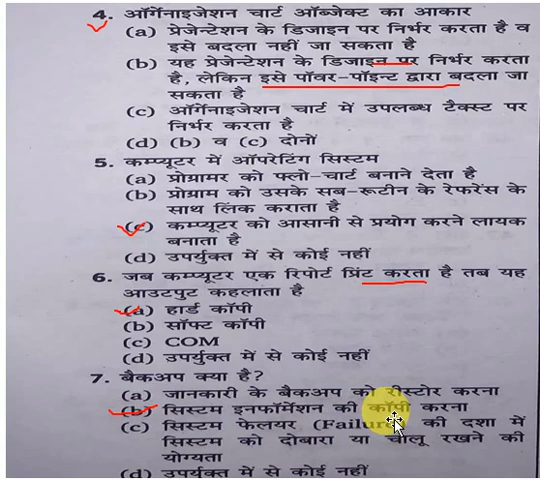 4. ऑर्गेनाइजेशन चार्ट ऑब्जेक्ट का आकार
(a) प्रेजेन्टेशन के डिजाइन पर निर्भर करता है व
इसे बदला नहीं जा सकता है
(b) यह प्रेजेन्टेशन के डिजाइन पर निर्भर करता
है, लेकिन इसे पॉवर-पॉइन्ट द्वारा बदला जा
सकता है
(c) ऑर्गेनाइजेशन चार्ट में उपलब्ध टैक्स्ट पर
निर्भर करता है
(d) (b) व (c) दोनों
5. कम्प्यूटर में ऑपरेटिंग सिस्टम
(a) प्रोग्रामर को फ्लो-चार्ट बनाने देता है
(b) प्रोग्राम को उसके सब-रूटीन के रेफरेंस के
साथ लिंक कराता है
(c) कम्प्यूटर को आसानी से प्रयोग करने लायक
बनाता है
(d) उपर्युक्त में से कोई नहीं
6. जब कम्प्यूटर एक रिपोर्ट प्रिंट करता है तब यह
आउटपुट कहलाता है
(a) हार्ड कॉपी
(b) सॉफ्ट कॉपी
(c) COM
(d) उपर्युक्त में से कोई नहीं
7. बैकअप क्या है?
(a) जानकारी के बैकअप को रीस्टोर करना
(b) सिस्टम इनफॉर्मेशन की कॉपी करना
(c) सिस्टम फेलयर (Failure) की दशा में
सिस्टम को दोबारा या चालू रखने की
योग्यता
(d) उपर्युक्त में से कोई नहीं